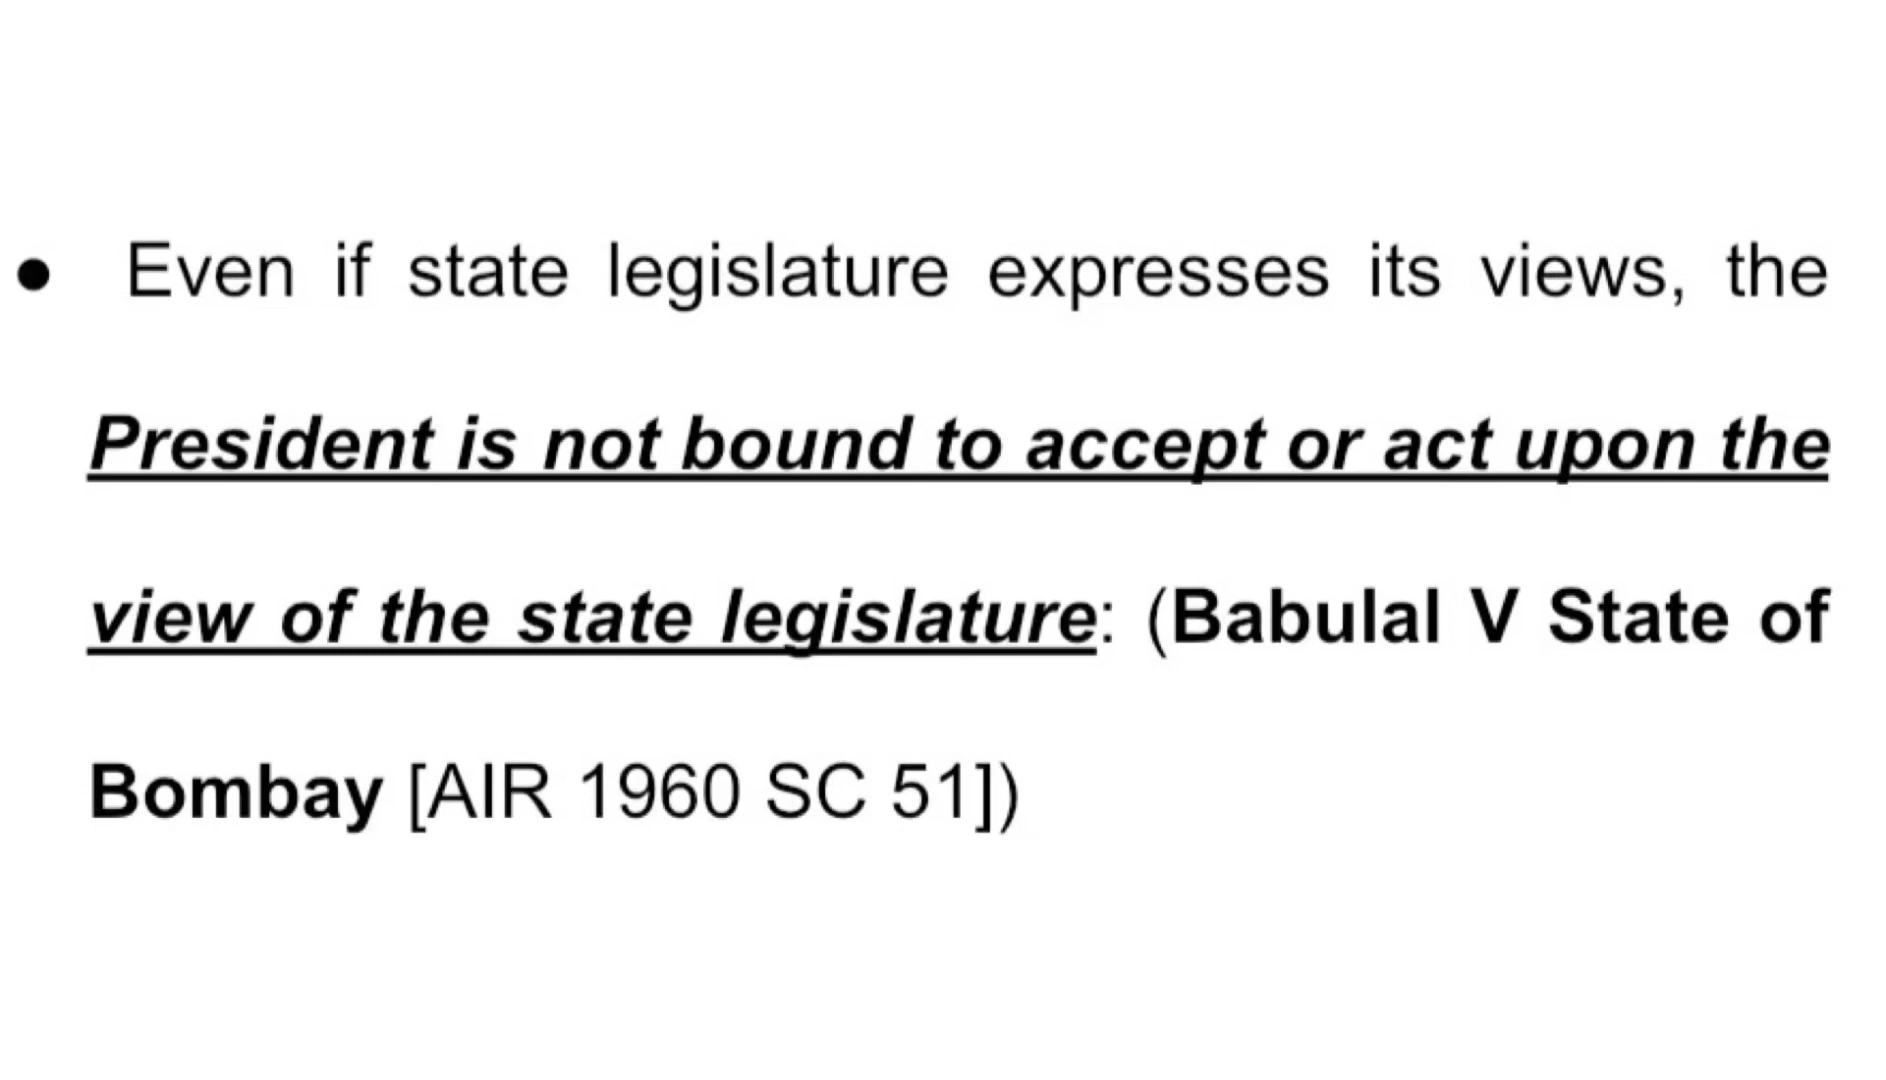 ● Even if state legislature expresses its views, the
President is not bound to accept or act upon the
view of the state legislature: (Babulal V State of
Bombay [AIR 1960 SC 51])